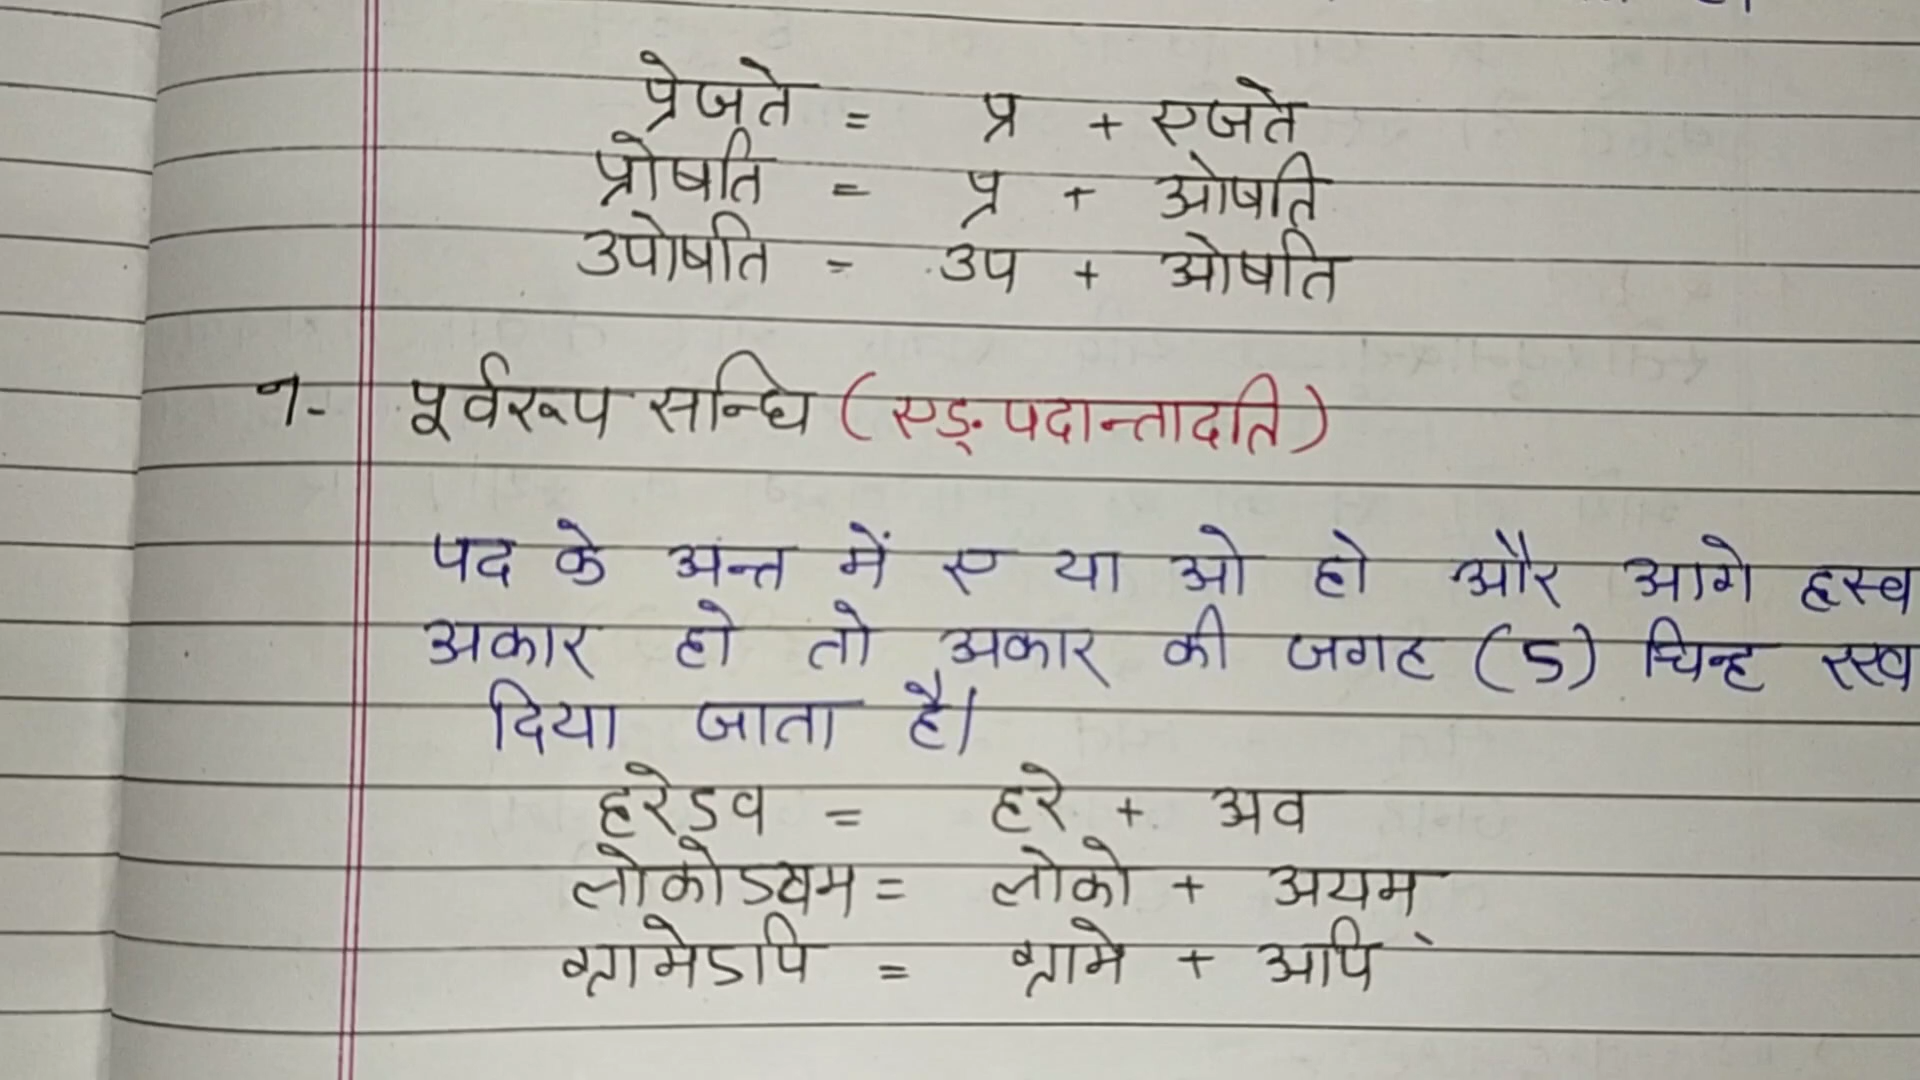 प्रेजते = प्र + एजते
प्रोषति = प्र + ओषति
उपोषति = उप + ओषति
७- पूर्वरूप सन्धि (एङः पदान्तादति)
पद के अन्त में ए या ओ हो और आगे ह्रस्व
अकार हो तो अकार की जगह (ऽ) चिन्ह रख
दिया जाता है।
हरेऽव = हरे + अव
लोकोऽयम = लोको + अयम्
ग्रामेऽपि = ग्रामे + अपि